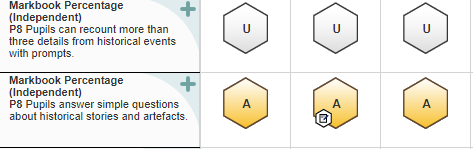 Markbook Percentage
(Independent)
P8 Pupils can recount more than
three details from historical events
with prompts.
U U U
Markbook Percentage
(Independent)
P8 Pupils answer simple questions
about historical stories and artefacts.
A A A